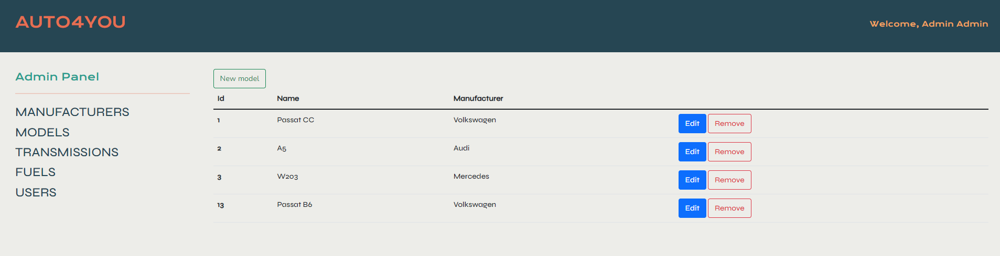 AUTO4YOU
Welcome, Admin Admin
Admin Panel
MANUFACTURERS
MODELS
TRANSMISSIONS
FUELS
USERS
New model
Id Name Manufacturer
1 Passat CC Volkswagen Edit Remove
2 A5 Audi Edit Remove
3 W203 Mercedes Edit Remove
13 Passat B6 Volkswagen Edit Remove